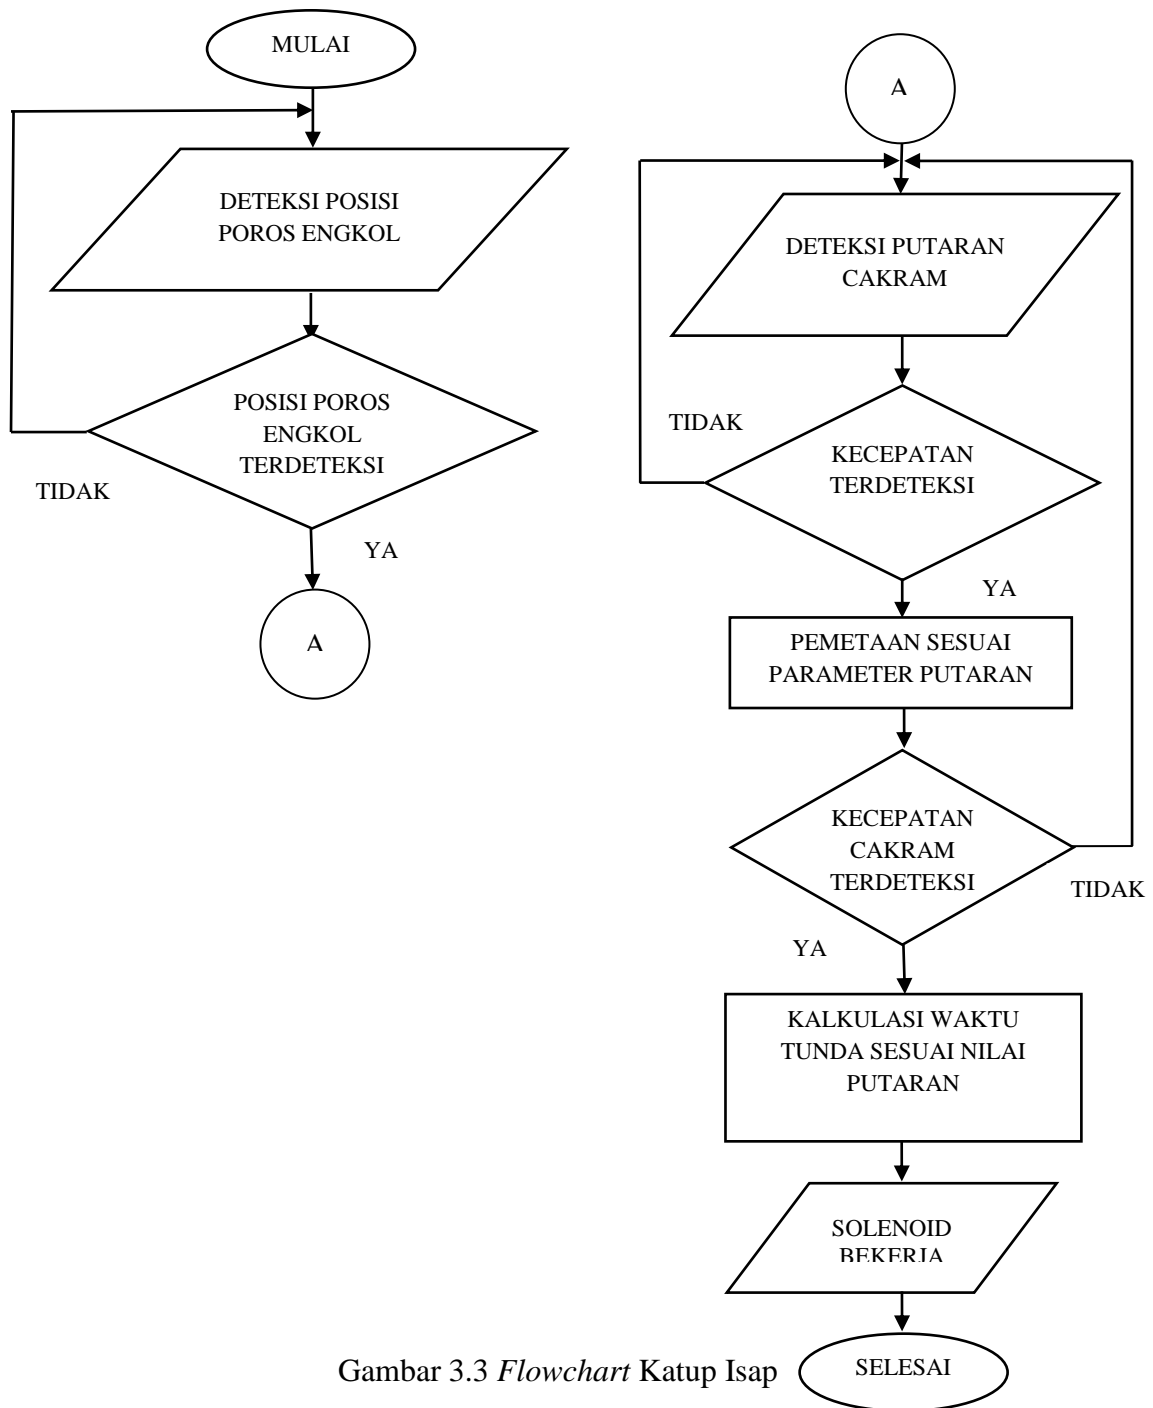 MULAI
DETEKSI POSISI
POROS ENGKOL
POSISI POROS
ENGKOL
TERDETEKSI
TIDAK
YA
A
A
DETEKSI PUTARAN
CAKRAM
TIDAK
KECEPATAN
TERDETEKSI
YA
PEMETAAN SESUAI
PARAMETER PUTARAN
KECEPATAN
CAKRAM
TERDETEKSI
TIDAK
YA
KALKULASI WAKTU
TUNDA SESUAI NILAI
PUTARAN
SOLENOID
BEKERJA
SELESAI
Gambar 3.3 Flowchart Katup Isap